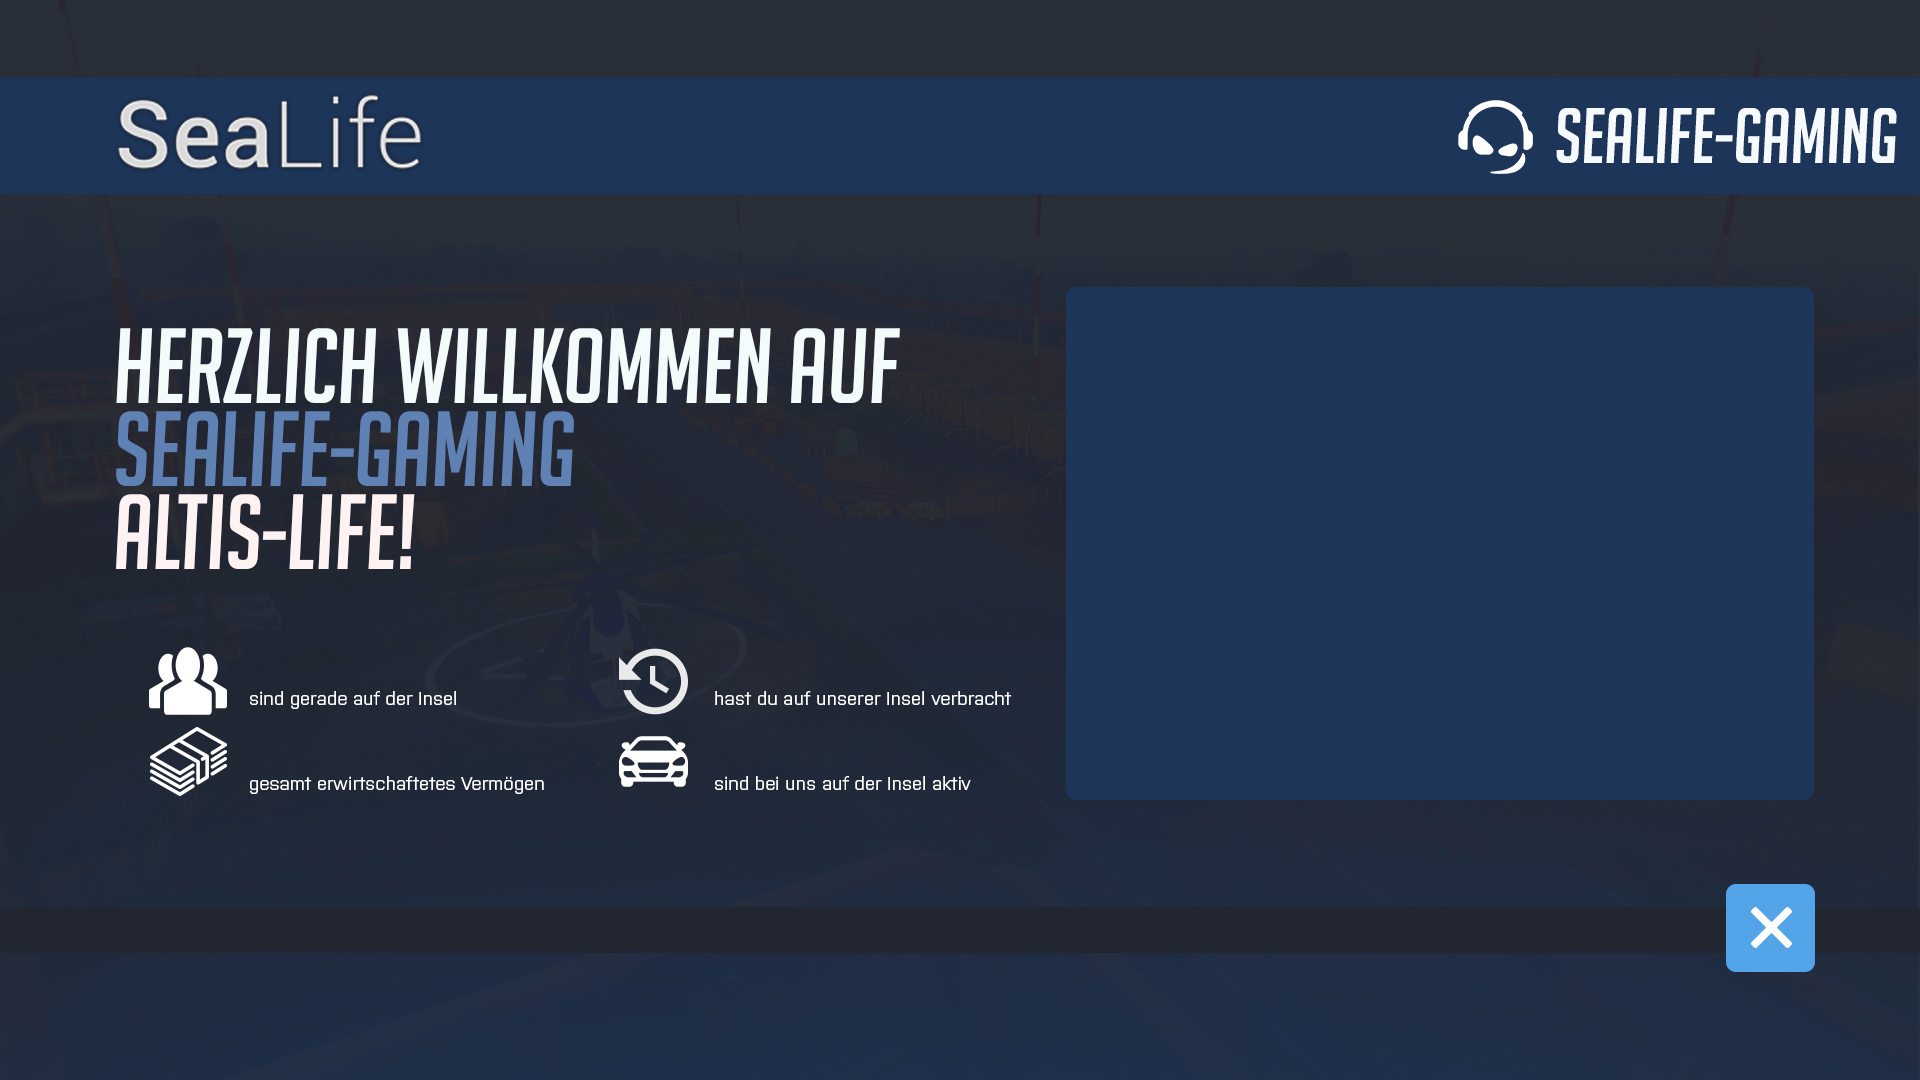 SeaLife
SEALIFE-GAMING
HERZLICH WILLKOMMEN AUF
SEALIFE-GAMING
ALTIS-LIFE!
sind gerade auf der Insel
hast du auf unserer Insel verbracht
gesamt erwirtschaftetes Vermögen
sind bei uns auf der Insel aktiv